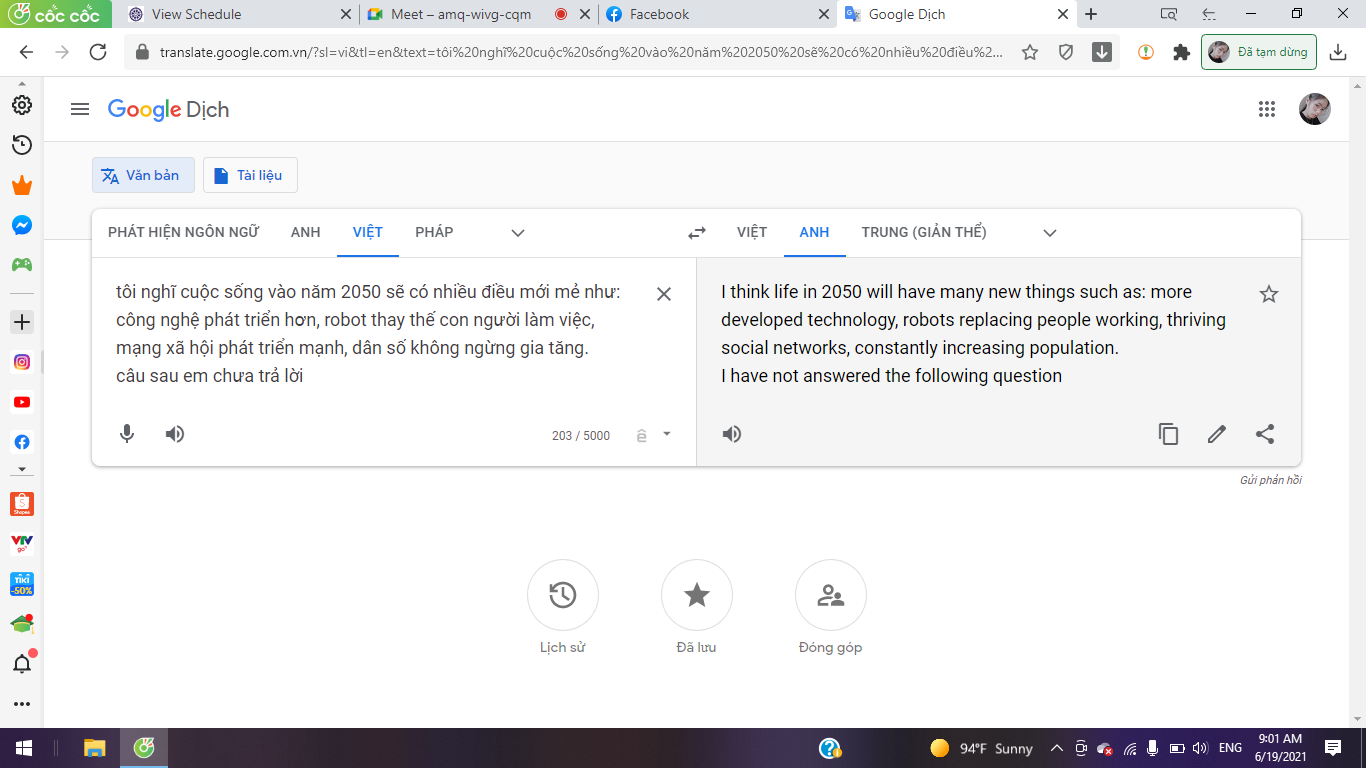 cốc cốc
View Schedule
Meet – amq-wivg-cqm
Facebook
Google Dịch
translate.google.com.vn/?sl=vi&tl=en&text=tôi%20nghĩ%20cuộc%20sống%20vào%20năm%202050%20sẽ%20có%20nhiều%20điều%2...
Đã tạm dừng
Google Dịch
Văn bản
Tài liệu
PHÁT HIỆN NGÔN NGỮ
ANH
VIỆT
PHÁP
VIỆT
ANH
TRUNG (GIẢN THỂ)
tôi nghĩ cuộc sống vào năm 2050 sẽ có nhiều điều mới mẻ như:
công nghệ phát triển hơn, robot thay thế con người làm việc,
mạng xã hội phát triển mạnh, dân số không ngừng gia tăng.
câu sau em chưa trả lời
203 / 5000
I think life in 2050 will have many new things such as: more
developed technology, robots replacing people working, thriving
social networks, constantly increasing population.
I have not answered the following question
Gửi phản hồi
Lịch sử
Đã lưu
Đóng góp
Shopee
VTV
go
TIKI
-50%
94°F Sunny
ENG
9:01 AM
6/19/2021